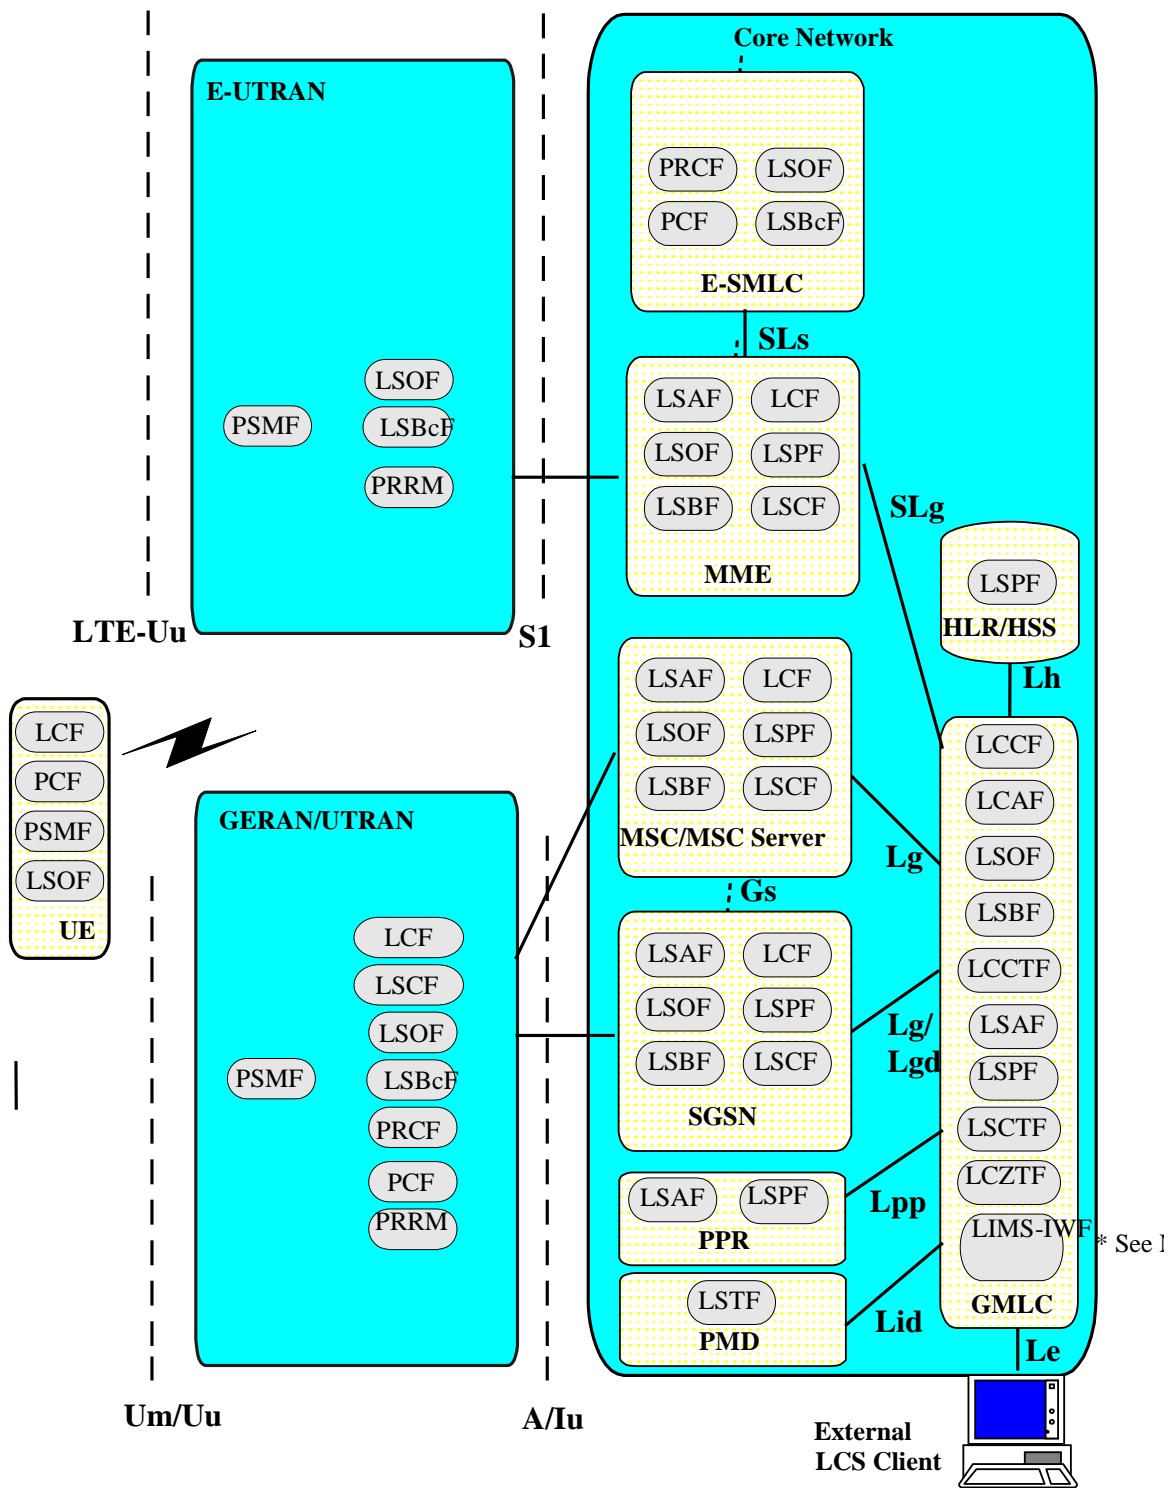 Core Network
E-UTRAN
PRCF
LSOF
PCF
LSBcF
E-SMLC
SLs
LSOF
PSMF
LSBcF
PRRM
LSAF
LCF
LSOF
LSPF
LSBF
LSCF
MME
SLg
LSPF
HLR/HSS
LTE-Uu
S1
Lh
LCF
PCF
PSMF
LSOF
UE
LSAF
LCF
LSOF
LSPF
LSBF
LSCF
MSC/MSC Server
Lg
Gs
GERAN/UTRAN
LCF
LSCF
LSOF
PSMF
LSBcF
PRCF
PCF
PRRM
LSAF
LCF
LSOF
LSPF
LSBF
LSCF
SGSN
Lg/
Lgd
LSAF
LSPF
PPR
Lpp
LSTF
PMD
Lid
LCCF
LCAF
LSOF
LSBF
LCCTF
LSAF
LSPF
LSCTF
LCZTF
LIMS-IWF
* See
GMLC
Le
Um/Uu
A/Iu
External
LCS Client